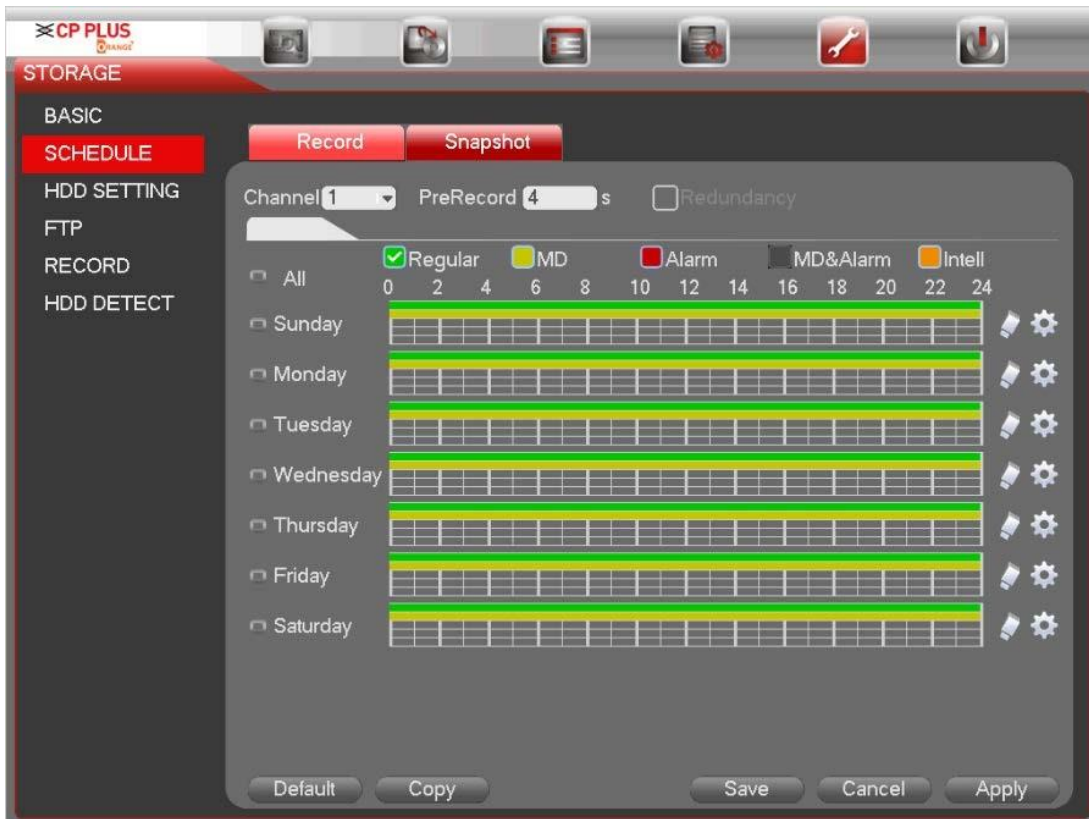 CP PLUS
ORANGE
STORAGE
BASIC
SCHEDULE
HDD SETTING
FTP
RECORD
HDD DETECT
Record Snapshot
Channel 1 PreRecord 4 s Redundancy
Regular MD Alarm MD&Alarm Intell
All 0 2 4 6 8 10 12 14 16 18 20 22 24
Sunday
Monday
Tuesday
Wednesday
Thursday
Friday
Saturday
Default Copy Save Cancel Apply